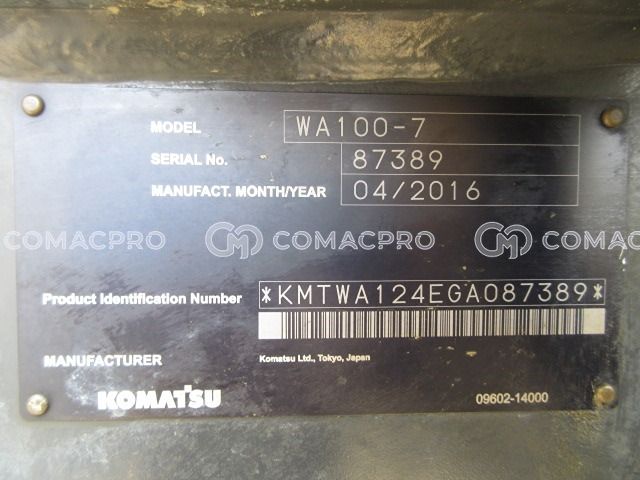 MODEL WA100-7
SERIAL No. 87389
MANUFACT. MONTH/YEAR 04/2016
COMACPRO COMACPRO COMACPRO
Product Identification Number *KMTWA124EGA087389*
MANUFACTURER Komatsu Ltd., Tokyo, Japan
KOMATSU 09602-14000